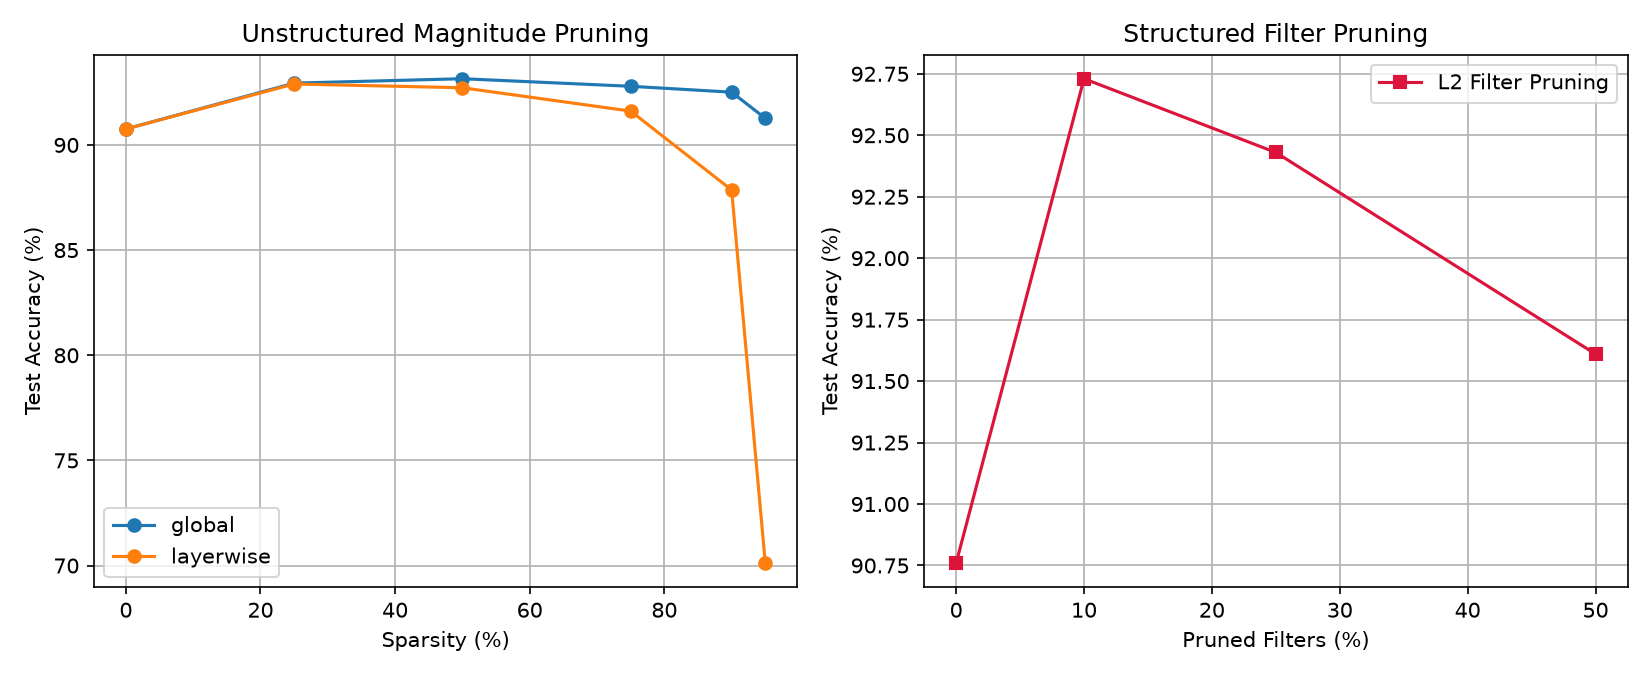 Unstructured Magnitude Pruning
Test Accuracy (%)
90
85
80
75
70
global
layerwise
0 20 40 60 80
Sparsity (%)
Structured Filter Pruning
Test Accuracy (%)
92.75
92.50
92.25
92.00
91.75
91.50
91.25
91.00
90.75
L2 Filter Pruning
0 10 20 30 40 50
Pruned Filters (%)